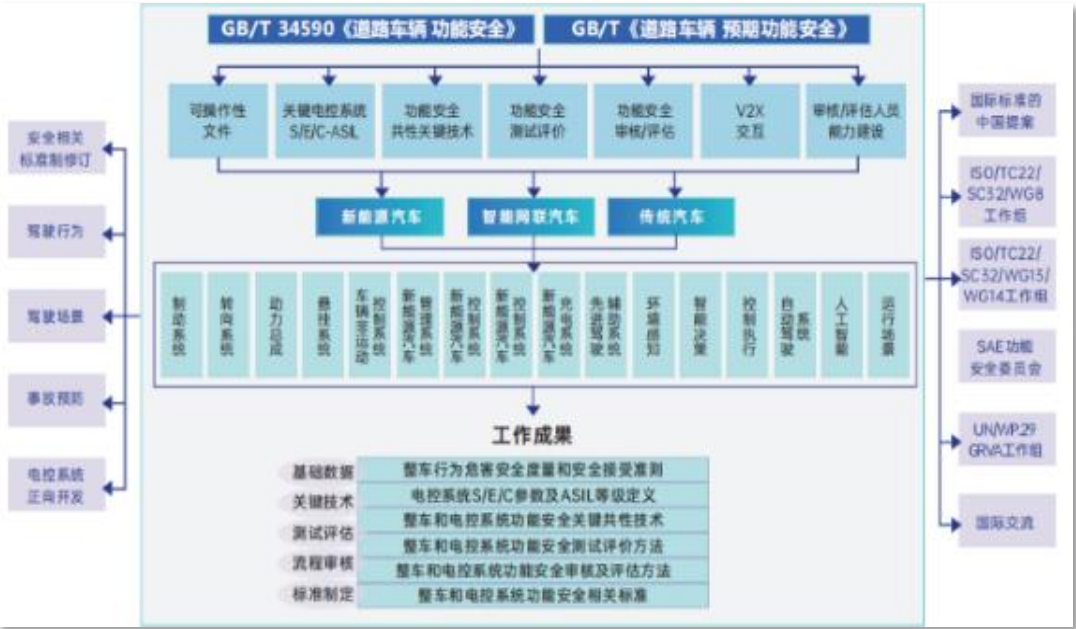 GB/T 34590《道路车辆 功能安全》
GB/T《道路车辆 预期功能安全》
可操作性
文件
关键电控系统
S/E/C-ASIL
功能安全
共性关键技术
功能安全
测试评价
功能安全
审核/评估
V2X
交互
审核/评估人员
能力建设
新能源汽车
智能网联汽车
传统汽车
安全相关
标准制修订
驾驶行为
驾驶场景
事故预防
电控系统
正向开发
制动系统
转向系统
动力总成
悬挂系统
车辆非运动
控制系统
新能源汽车
管理系统
新能源汽车
控制系统
新能源汽车
控制系统
新能源汽车
充电系统
先进驾驶
辅助系统
环境感知
智能决策
控制执行
自动驾驶
系统
人工智能
运行场景
国际标准的
中国提案
ISO/TC22/
SC32/WG8
工作组
ISO/TC22/
SC32/WG13/
WG14工作组
SAE功能
安全委员会
UN/WP.29
GRVA工作组
国际交流
工作成果
基础数据
关键技术
测试评估
流程审核
标准制定
整车行为危害安全度量和安全接受准则
电控系统S/E/C参数及ASIL等级定义
整车和电控系统功能安全关键共性技术
整车和电控系统功能安全测试评价方法
整车和电控系统功能安全审核及评估方法
整车和电控系统功能安全相关标准